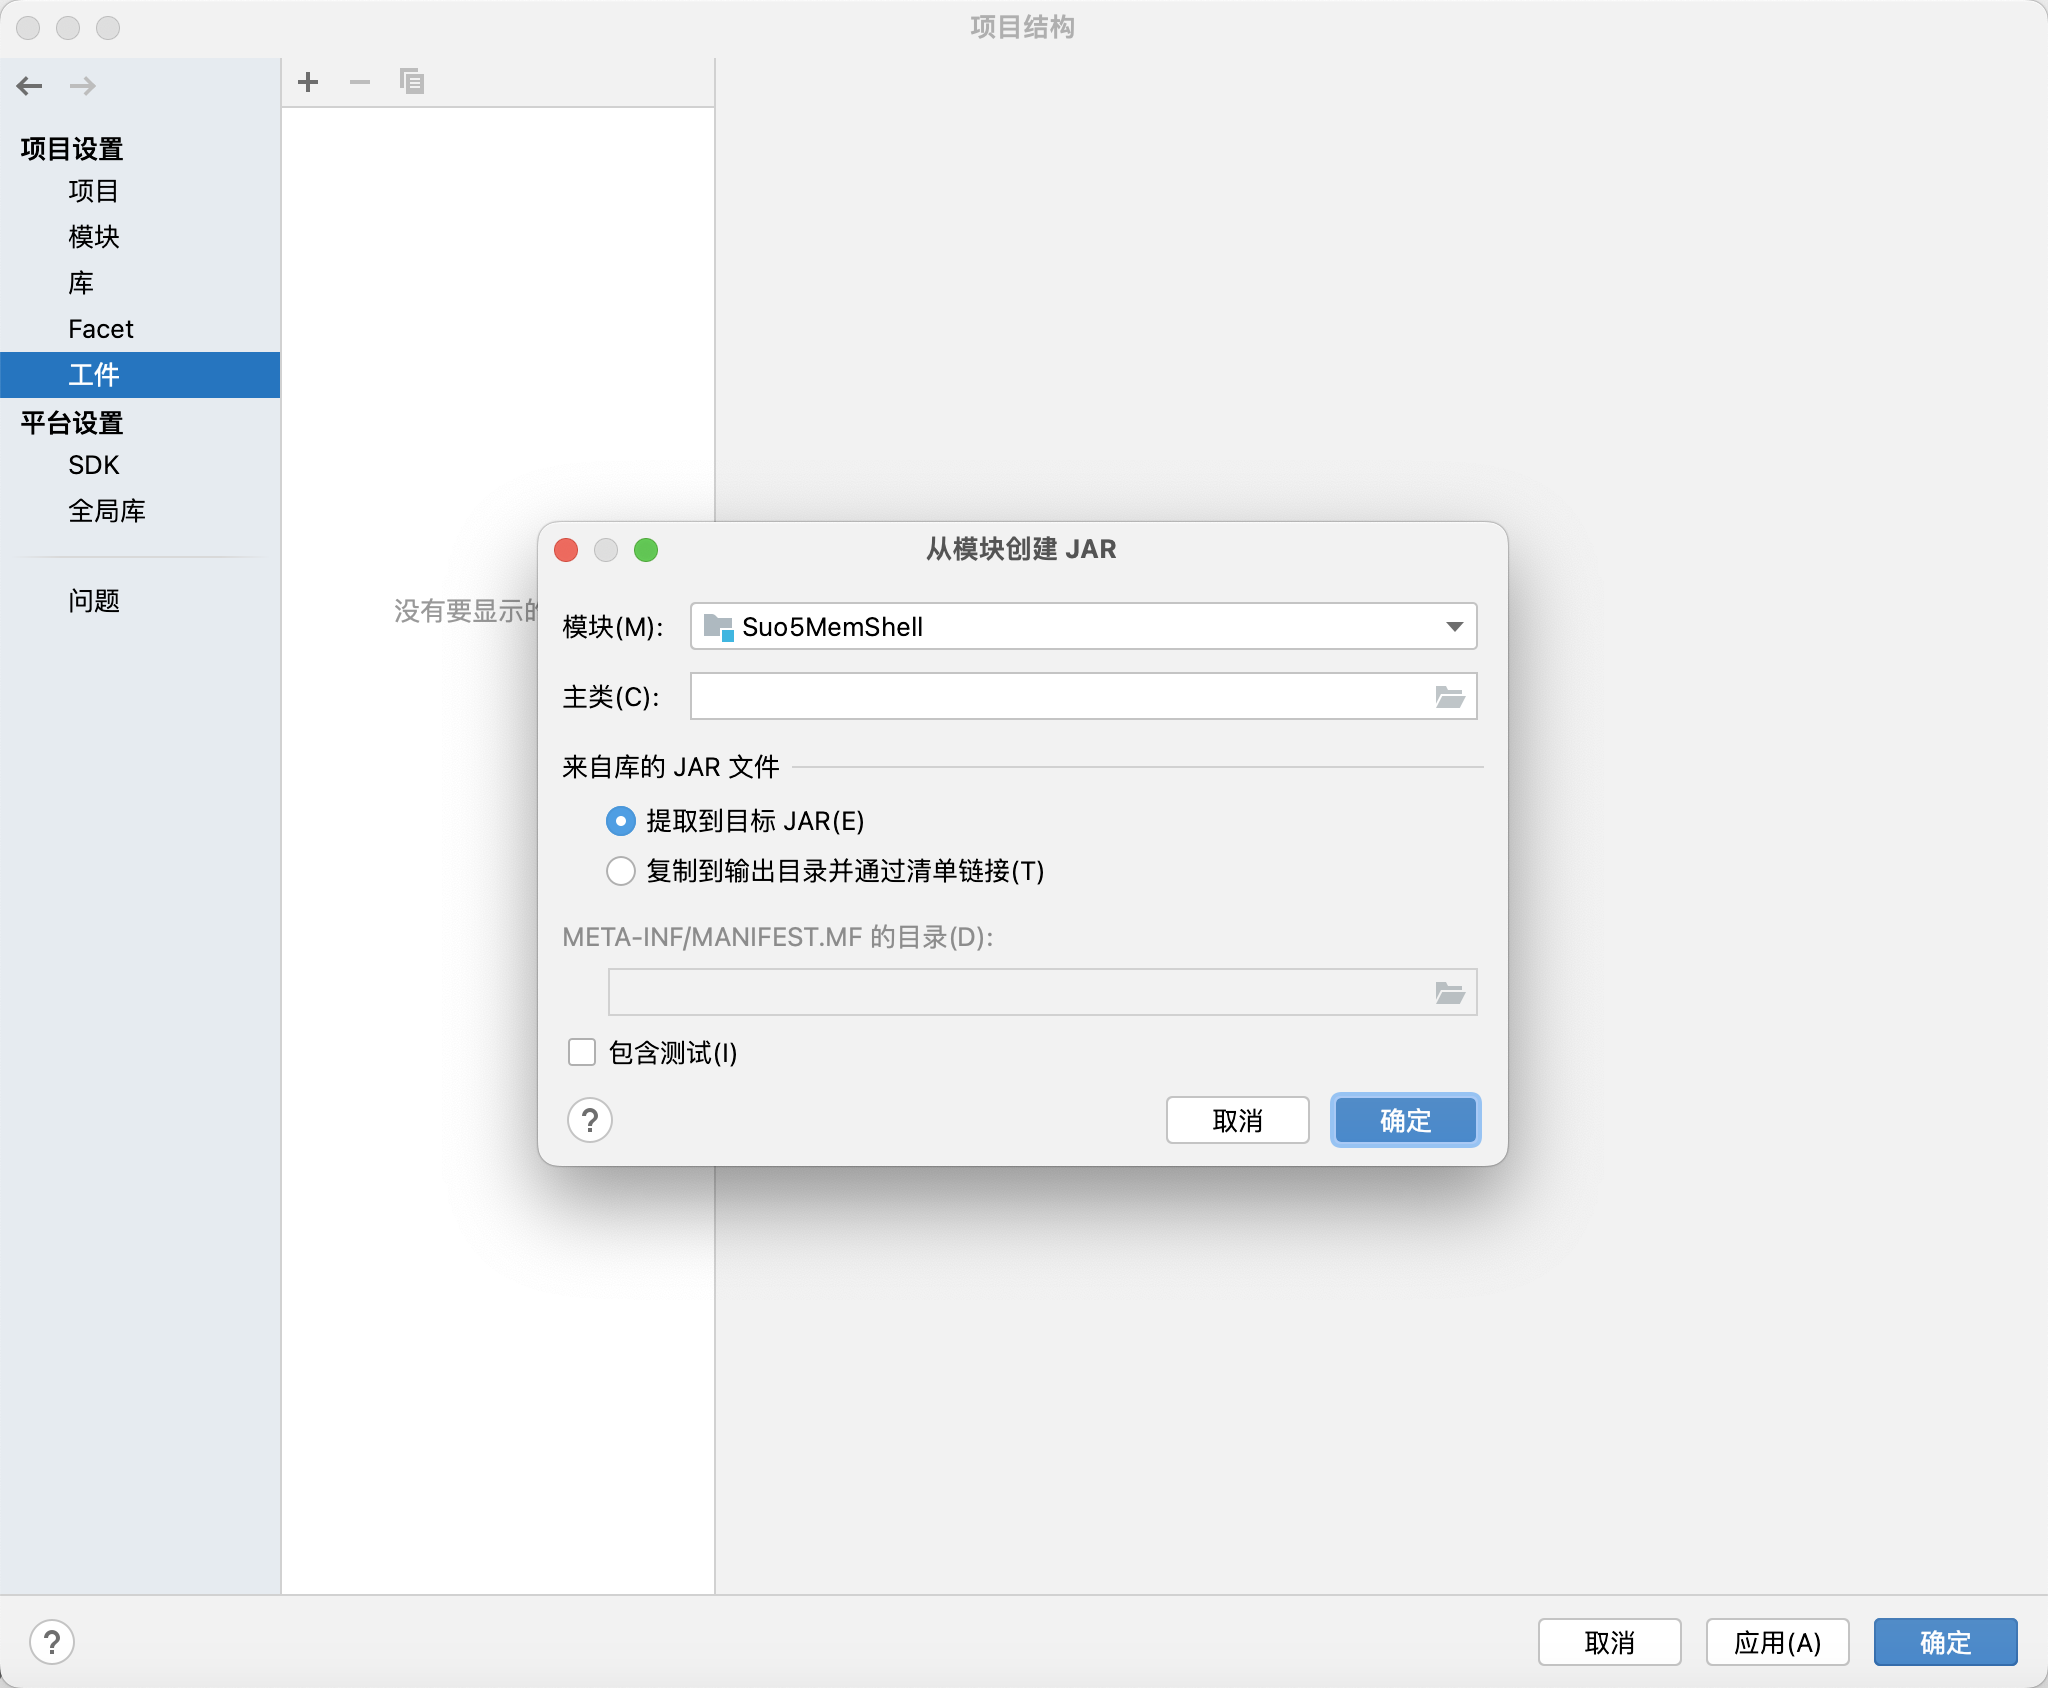 项目结构
项目设置
项目
模块
库
Facet
工件
平台设置
SDK
全局库
问题
没有要显示的
从模块创建 JAR
模块(M):
Suo5MemShell
主类(C):
来自库的 JAR 文件
提取到目标 JAR(E)
复制到输出目录并通过清单链接(T)
META-INF/MANIFEST.MF 的目录(D):
包含测试(I)
?
取消
确定
?
取消
应用(A)
确定